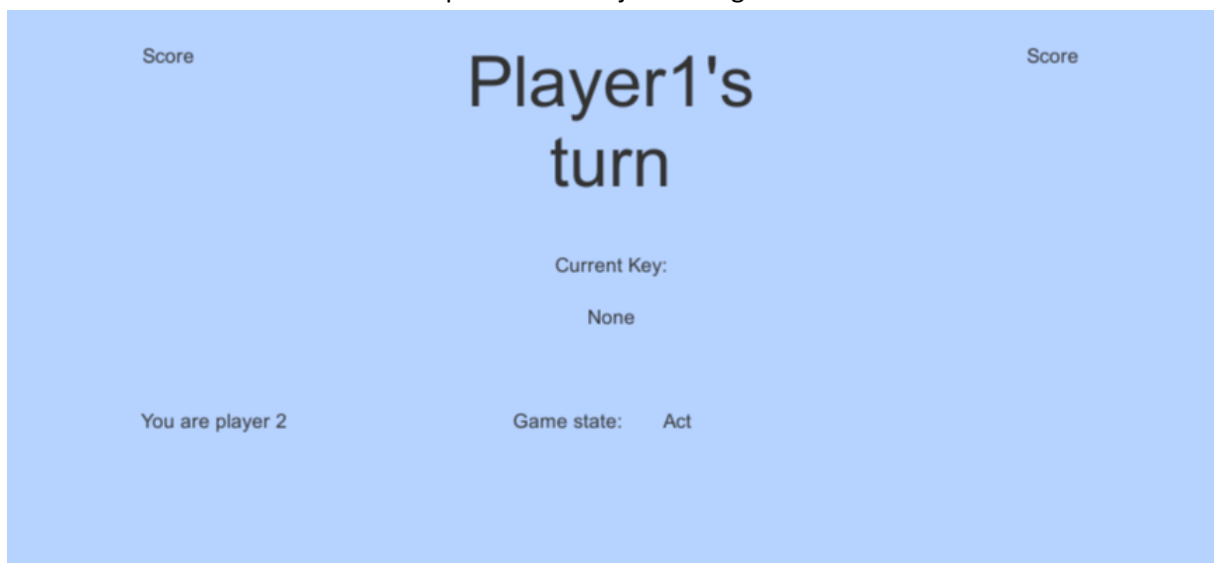 Score
Player1's
turn
Score
Current Key:
None
You are player 2
Game state: Act